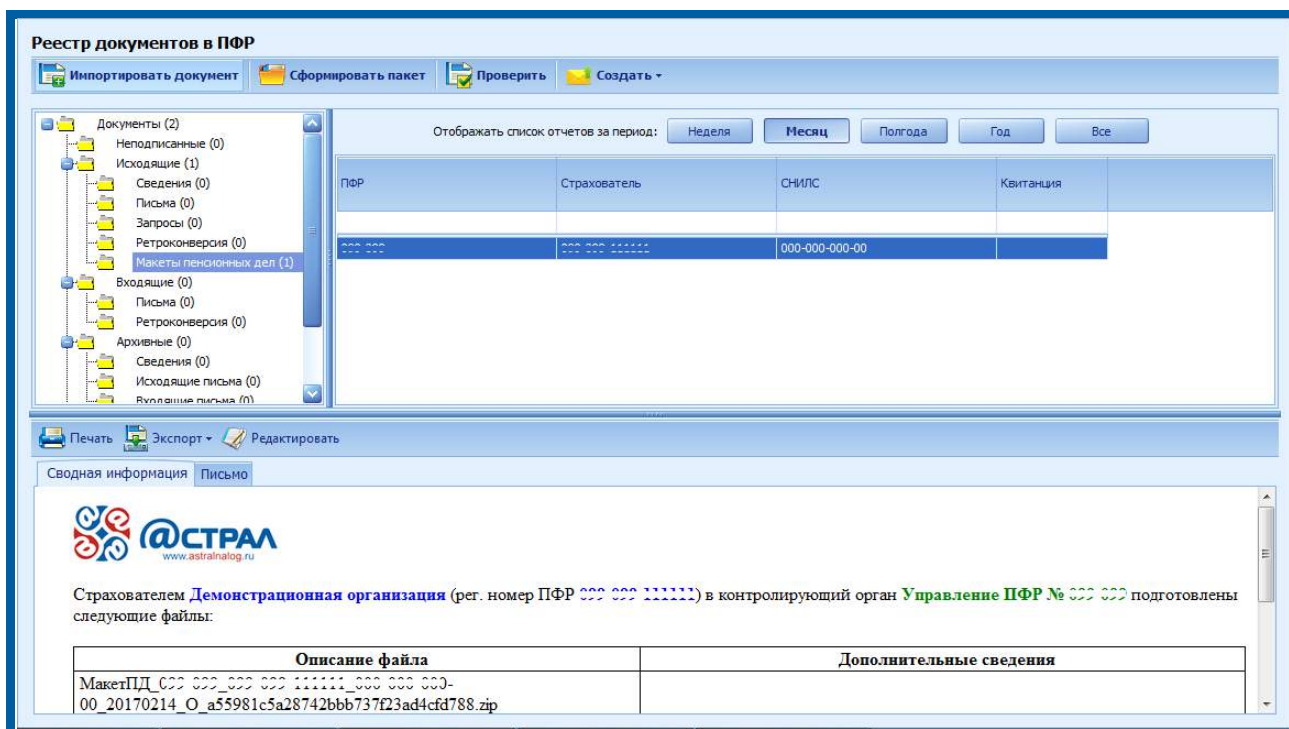 Реестр документов в ПФР
Импортировать документ Сформировать пакет Проверить Создать
Документы (2)
Неподписанные (0)
Исходящие (1)
Сведения (0)
Письма (0)
Запросы (0)
Ретроконверсия (0)
Макеты пенсионных дел (1)
Входящие (0)
Письма (0)
Ретроконверсия (0)
Архивные (0)
Сведения (0)
Исходящие письма (0)
Входящие письма (0)
Отображать список отчетов за период: Неделя Месяц Полгода Год Все
ПФР Страхователь СНИЛС Квитанция
000-000-000-00
Печать Экспорт Редактировать
Сводная информация Письмо
@СТРАЛ
www.astralnalog.ru
Страхователем Демонстрационная организация (рег. номер ПФР ) в контролирующий орган Управление ПФР № подготовлены
следующие файлы:
Описание файла Дополнительные сведения
МакетПД_
00_20170214_O_a55981c5a28742bbb737f23ad4cfd788.zip